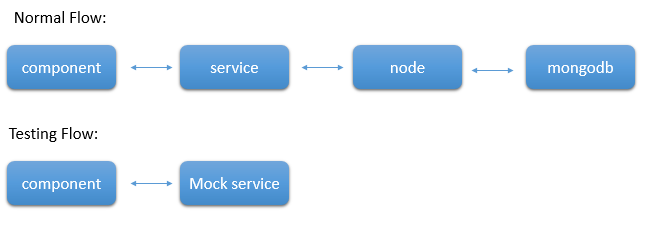 Normal Flow:
component service node mongodb
Testing Flow:
component Mock service